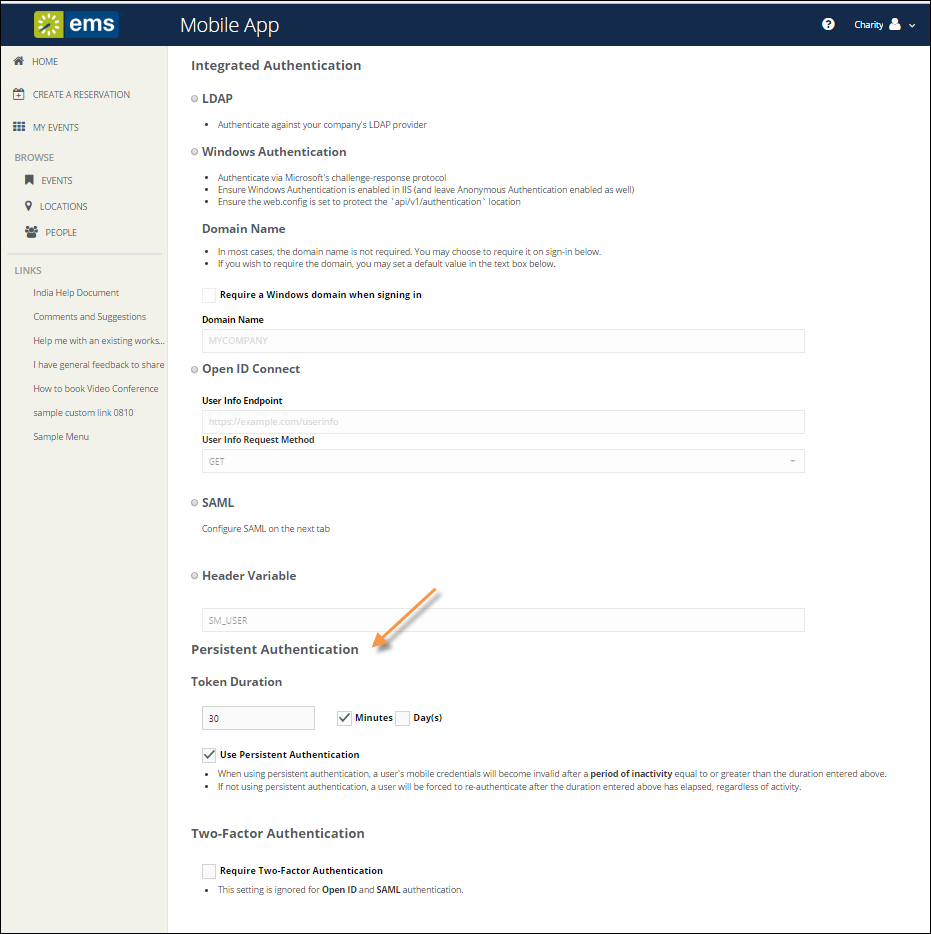 ems
Mobile App
Charity
HOME
CREATE A RESERVATION
MY EVENTS
BROWSE
EVENTS
LOCATIONS
PEOPLE
LINKS
India Help Document
Comments and Suggestions
Help me with an existing works...
I have general feedback to share
How to book Video Conference
sample custom link 0810
Sample Menu
Integrated Authentication
LDAP
Authenticate against your company's LDAP provider
Windows Authentication
Authenticate via Microsoft's challenge-response protocol
Ensure Windows Authentication is enabled in IIS (and leave Anonymous Authentication enabled as well)
Ensure the web.config is set to protect the `api/v1/authentication` location
Domain Name
In most cases, the domain name is not required. You may choose to require it on sign-in below.
If you wish to require the domain, you may set a default value in the text box below.
Require a Windows domain when signing in
Domain Name
MYCOMPANY
Open ID Connect
User Info Endpoint
https://example.com/userinfo
User Info Request Method
GET
SAML
Configure SAML on the next tab
Header Variable
SM_USER
Persistent Authentication
Token Duration
30 Minutes Day(s)
Use Persistent Authentication
When using persistent authentication, a user's mobile credentials will become invalid after a period of inactivity equal to or greater than the duration entered above.
If not using persistent authentication, a user will be forced to re-authenticate after the duration entered above has elapsed, regardless of activity.
Two-Factor Authentication
Require Two-Factor Authentication
This setting is ignored for Open ID and SAML authentication.